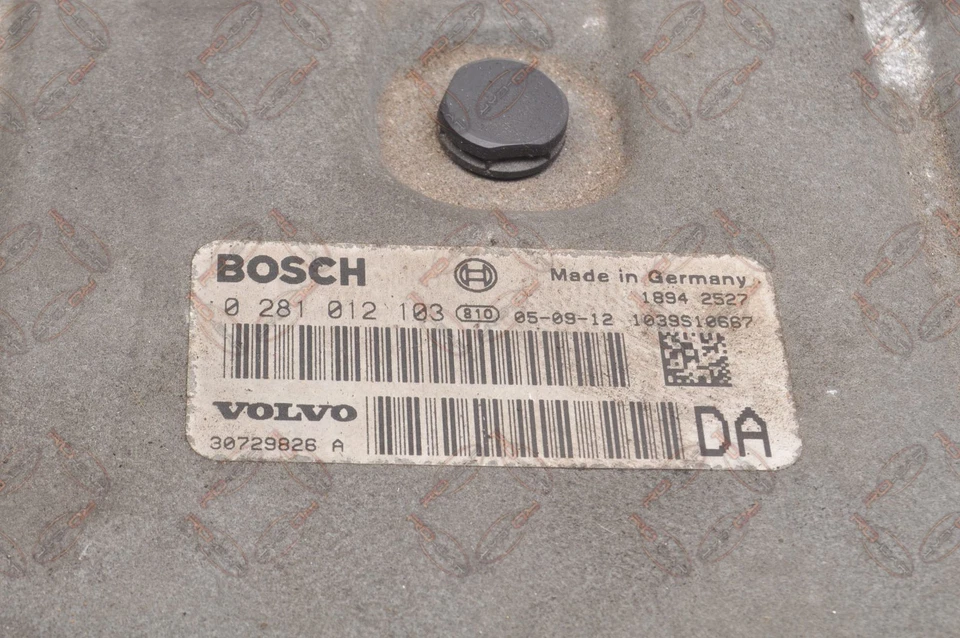 BOSCH Made in Germany
1894 2527
0 281 012 103 810 05-09-12 1039S10667
VOLVO
30729826 A
DA